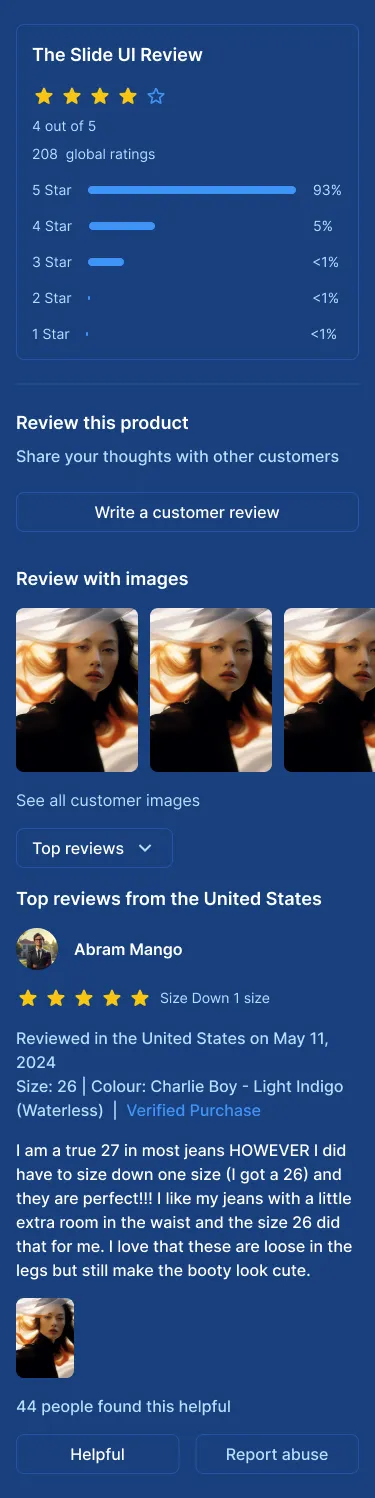 The Slide UI Review
4 out of 5
208 global ratings
5 Star 93%
4 Star 5%
3 Star <1%
2 Star <1%
1 Star <1%
Review this product
Share your thoughts with other customers
Write a customer review
Review with images
See all customer images
Top reviews
Top reviews from the United States
Abram Mango
Size Down 1 size
Reviewed in the United States on May 11,
2024
Size: 26 | Colour: Charlie Boy - Light Indigo
(Waterless) | Verified Purchase
I am a true 27 in most jeans HOWEVER I did
have to size down one size (I got a 26) and
they are perfect!!! I like my jeans with a little
extra room in the waist and the size 26 did
that for me. I love that these are loose in the
legs but still make the booty look cute.
44 people found this helpful
Helpful Report abuse